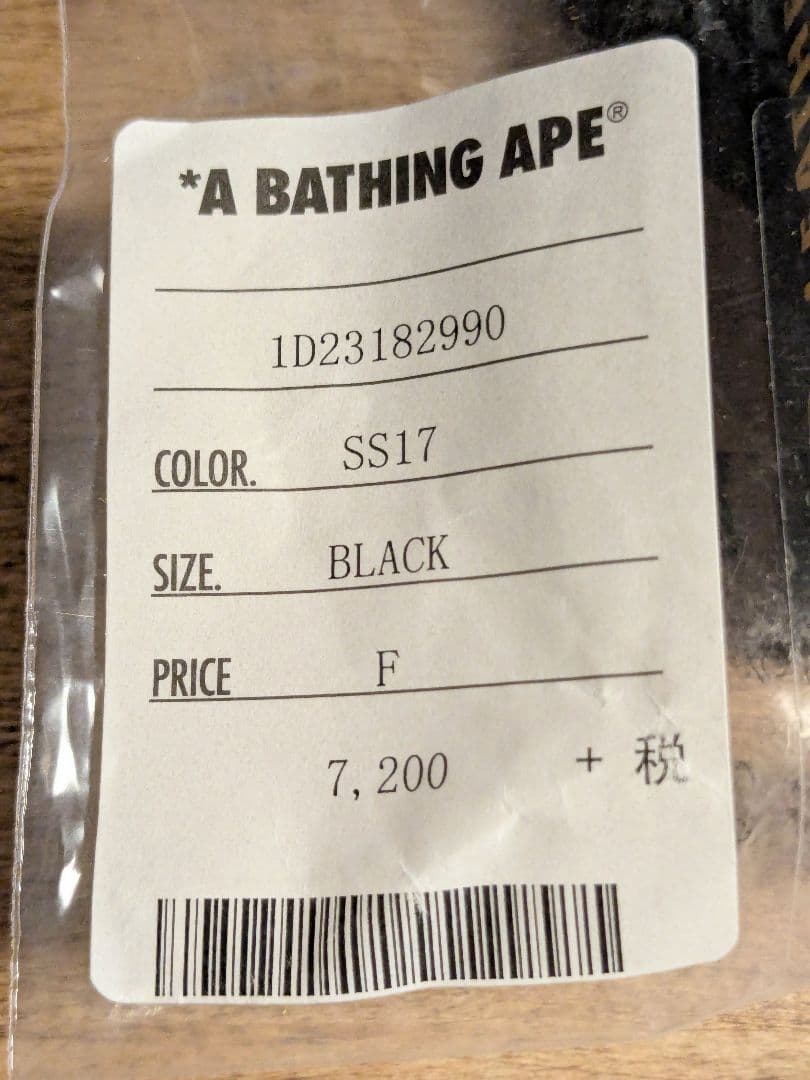 *A BATHING APE®
1D23182990
COLOR. SS17
SIZE. BLACK
PRICE F
7,200 + 税